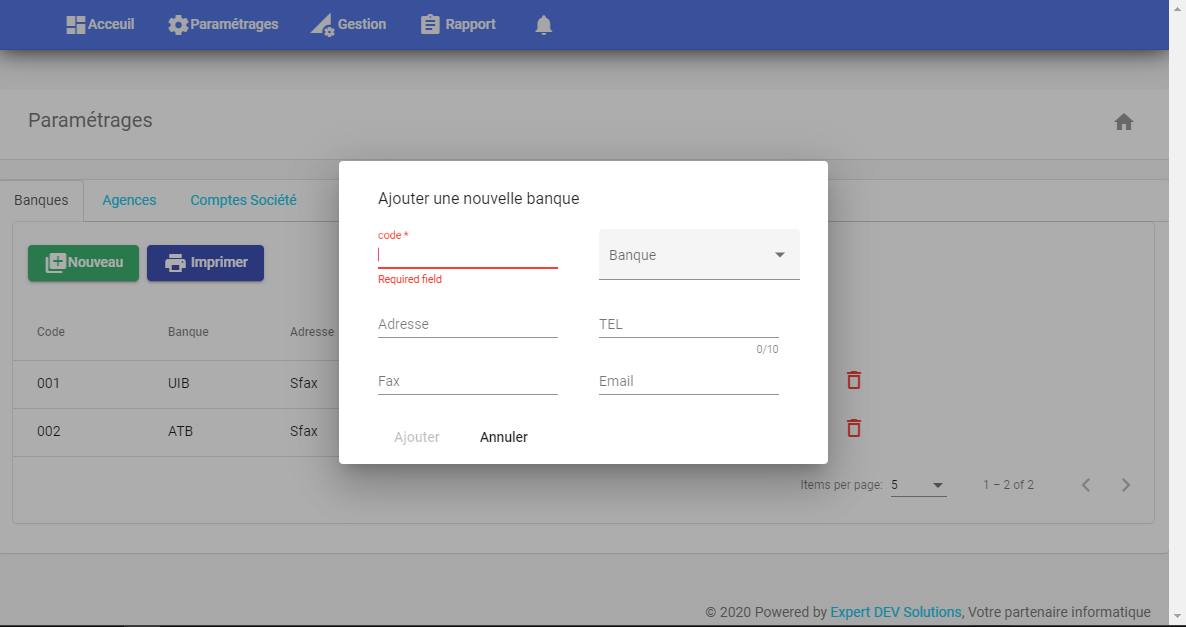 Acceuil Paramétrages Gestion Rapport
Paramétrages
Banques Agences Comptes Société
Nouveau Imprimer
Code Banque Adresse
001 UIB Sfax
002 ATB Sfax
Items per page: 5 1 – 2 of 2
Ajouter une nouvelle banque
code *
Banque
Required field
Adresse TEL
0/10
Fax Email
Ajouter Annuler
© 2020 Powered by Expert DEV Solutions, Votre partenaire informatique